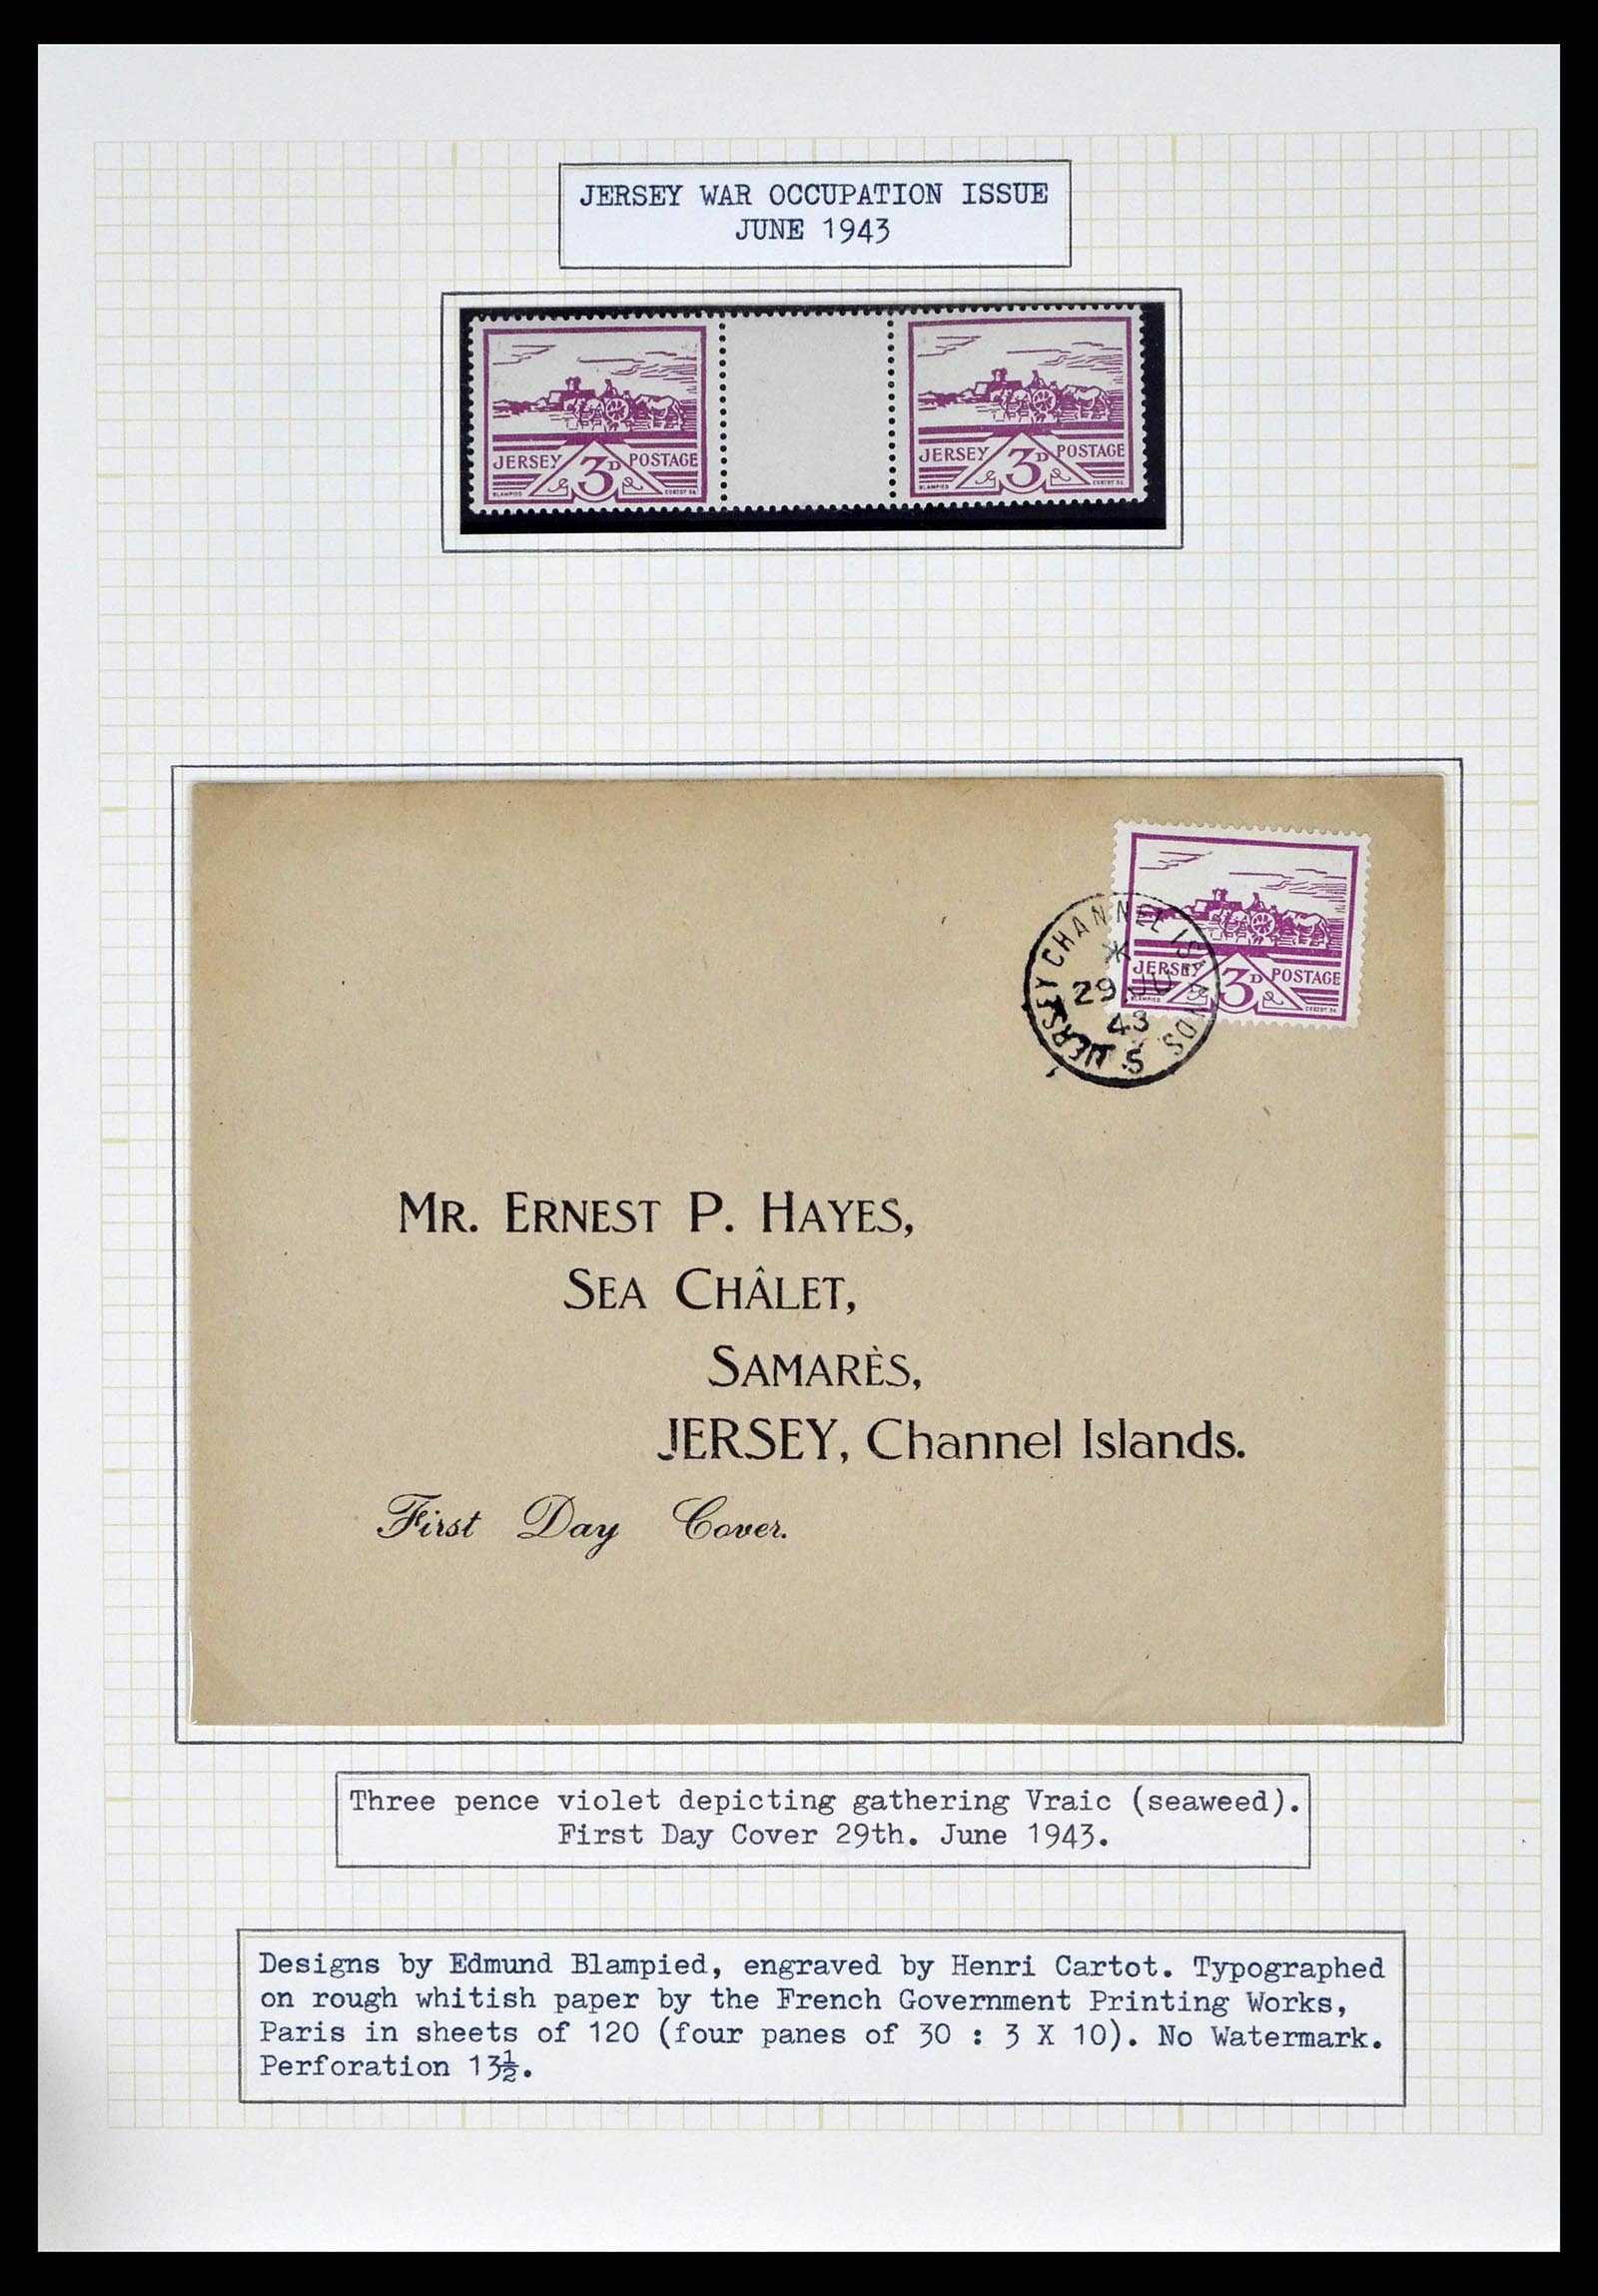 JERSEY WAR OCCUPATION ISSUE
JUNE 1943
JERSEY 3D POSTAGE
BLAMPIED CORTOT SC
JERSEY 3D POSTAGE
BLAMPIED CORTOT SC
JERSEY 3D POSTAGE
BLAMPIED CORTOT SC
JERSEY CHANNEL ISLANDS
29 JU
43
MR. ERNEST P. HAYES,
SEA CHÂLET,
SAMARÈS,
JERSEY, Channel Islands.
First Day Cover.
Three pence violet depicting gathering Vraic (seaweed).
First Day Cover 29th. June 1943.
Designs by Edmund Blampied, engraved by Henri Cartot. Typographed
on rough whitish paper by the French Government Printing Works,
Paris in sheets of 120 (four panes of 30 : 3 X 10). No Watermark.
Perforation 13½.